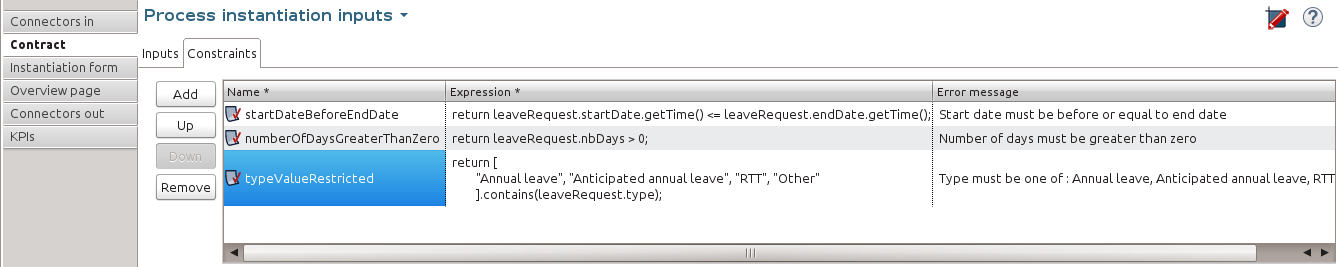 Connectors in
Contract
Instantiation form
Overview page
Connectors out
KPIs
Process instantiation inputs
Inputs Constraints
Add
Up
Down
Remove
Name * Expression * Error message
startDateBeforeEndDate return leaveRequest.startDate.getTime() <= leaveRequest.endDate.getTime(); Start date must be before or equal to end date
numberOfDaysGreaterThanZero return leaveRequest.nbDays > 0; Number of days must be greater than zero
typeValueRestricted return [
"Annual leave", "Anticipated annual leave", "RTT", "Other"
].contains(leaveRequest.type);
Type must be one of : Annual leave, Anticipated annual leave, RTT